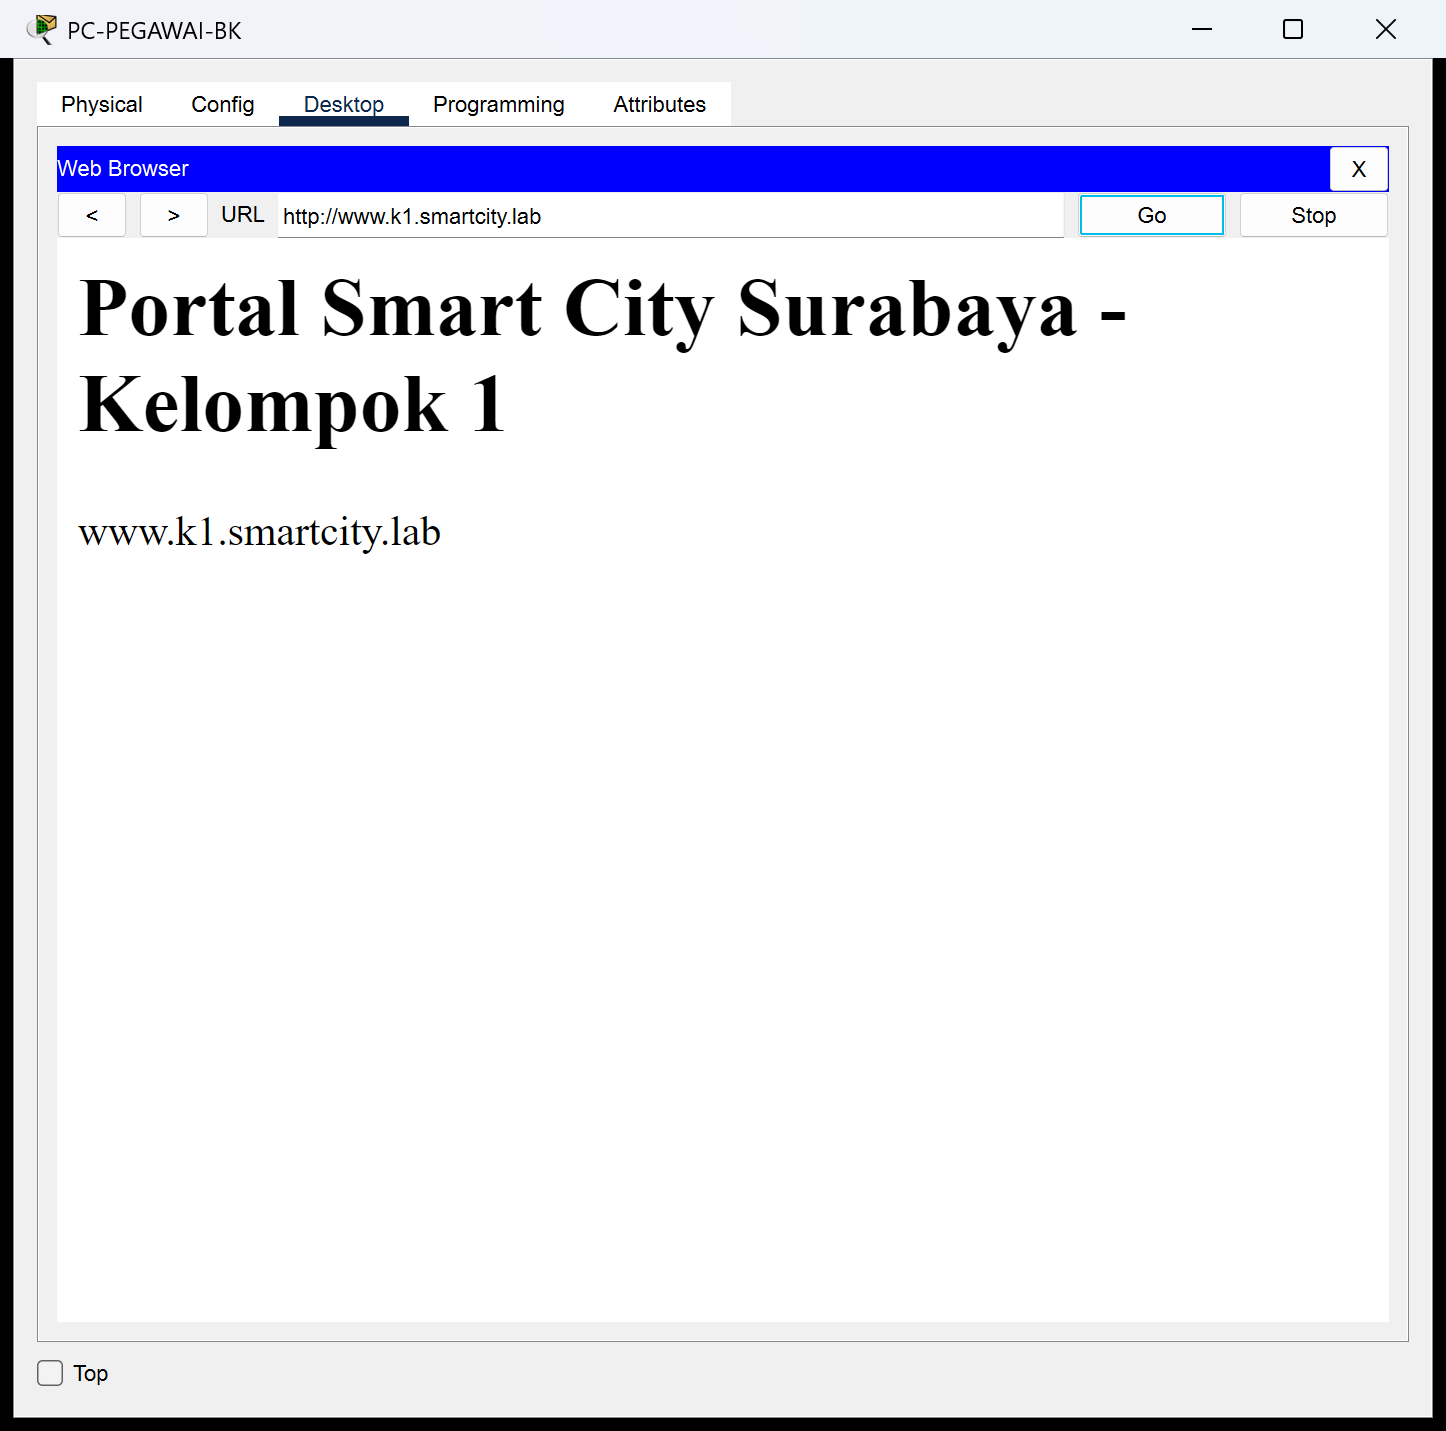 PC-PEGAWAI-BK
Physical Config Desktop Programming Attributes
Web Browser X
< > URL http://www.k1.smartcity.lab Go Stop
Portal Smart City Surabaya -
Kelompok 1
www.k1.smartcity.lab
Top